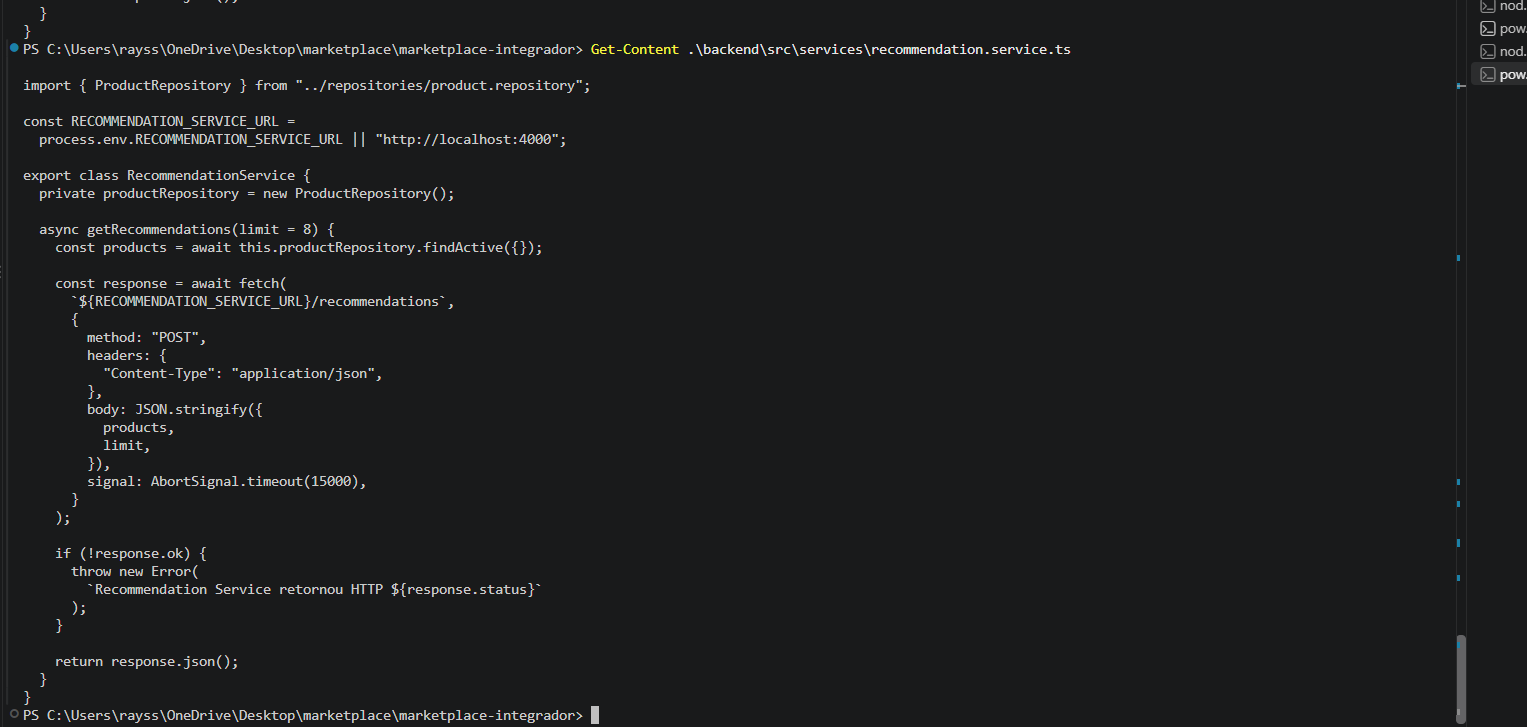 }
}
PS C:\Users\rayss\OneDrive\Desktop\marketplace\marketplace-integrador> Get-Content .\backend\src\services\recommendation.service.ts
import { ProductRepository } from "../repositories/product.repository";
const RECOMMENDATION_SERVICE_URL =
process.env.RECOMMENDATION_SERVICE_URL || "http://localhost:4000";
export class RecommendationService {
private productRepository = new ProductRepository();
async getRecommendations(limit = 8) {
const products = await this.productRepository.findActive({});
const response = await fetch(
`${RECOMMENDATION_SERVICE_URL}/recommendations`,
{
method: "POST",
headers: {
"Content-Type": "application/json",
},
body: JSON.stringify({
products,
limit,
}),
signal: AbortSignal.timeout(15000),
}
);
if (!response.ok) {
throw new Error(
`Recommendation Service retornou HTTP ${response.status}`
);
}
return response.json();
}
}
PS C:\Users\rayss\OneDrive\Desktop\marketplace\marketplace-integrador>
nod.
pow.
nod.
pow.